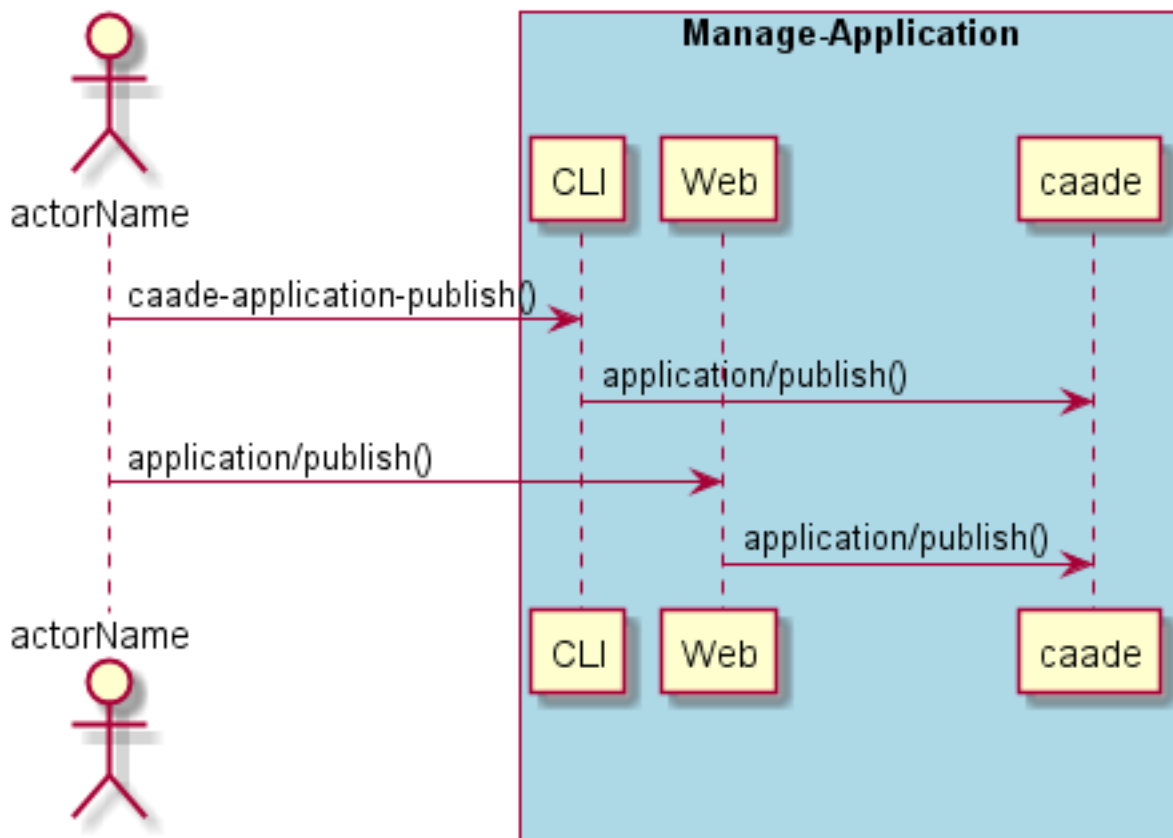 Manage-Application
CLI
Web
caade
actorName
caade-application-publish()
application/publish()
application/publish()
application/publish()
actorName
CLI
Web
caade